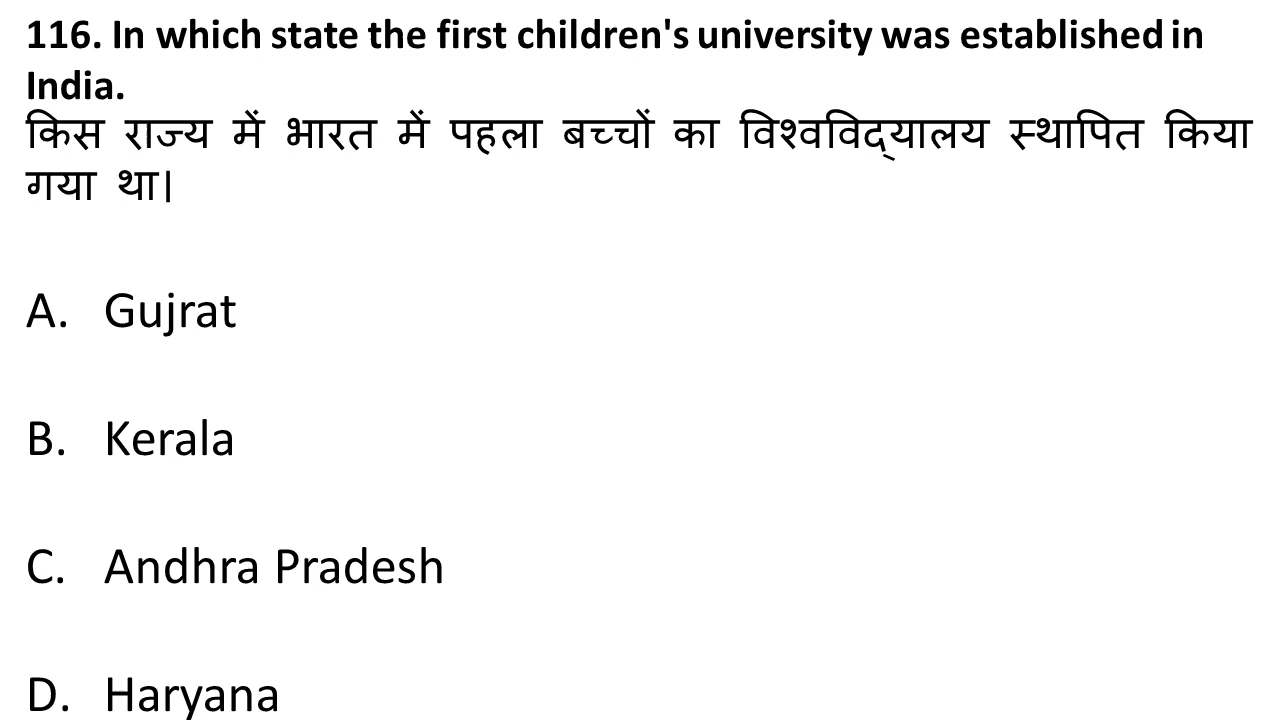 116. In which state the first children's university was established in
India.
किस राज्य में भारत में पहला बच्चों का विश्वविद्यालय स्थापित किया
गया था।
A. Gujrat
B. Kerala
C. Andhra Pradesh
D. Haryana